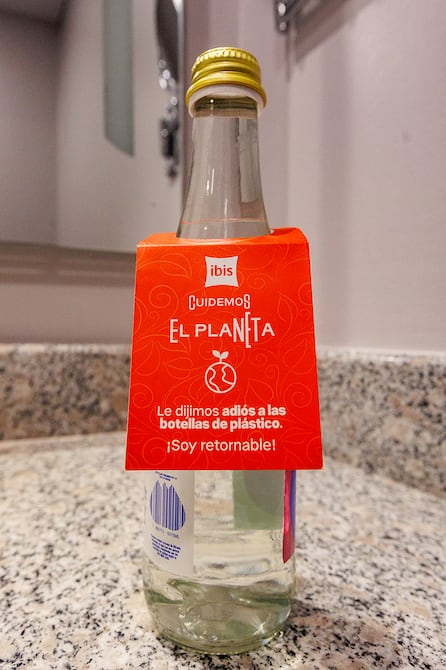 ibis
CUIDEMOS
EL PLANETA
Le dijimos adiós a las
botellas de plástico.
¡Soy retornable!